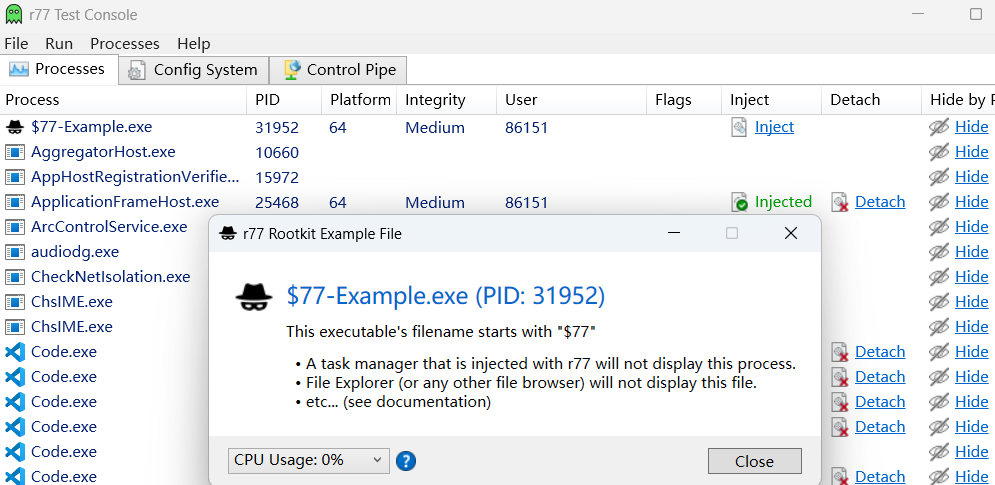 r77 Test Console
File Run Processes Help
Processes Config System Control Pipe
Process PID Platform Integrity User Flags Inject Detach Hide by P
$77-Example.exe 31952 64 Medium 86151 Inject Hide
AggregatorHost.exe 10660 Hide
AppHostRegistrationVerifie... 15972 Hide
ApplicationFrameHost.exe 25468 64 Medium 86151 Injected Detach Hide
ArcControlService.exe Hide
audiodg.exe Hide
CheckNetIsolation.exe Hide
ChsIME.exe Hide
ChsIME.exe Hide
Code.exe Detach Hide
Code.exe Detach Hide
Code.exe Detach Hide
Code.exe Detach Hide
Code.exe Hide
Code.exe Detach Hide
r77 Rootkit Example File
$77-Example.exe (PID: 31952)
This executable's filename starts with "$77"
• A task manager that is injected with r77 will not display this process.
• File Explorer (or any other file browser) will not display this file.
• etc... (see documentation)
CPU Usage: 0% ? Close